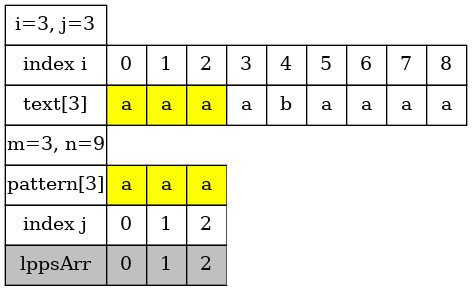 i=3, j=3
index i 0 1 2 3 4 5 6 7 8
text[3] a a a a b a a a a
m=3, n=9
pattern[3] a a a
index j 0 1 2
lppsArr 0 1 2